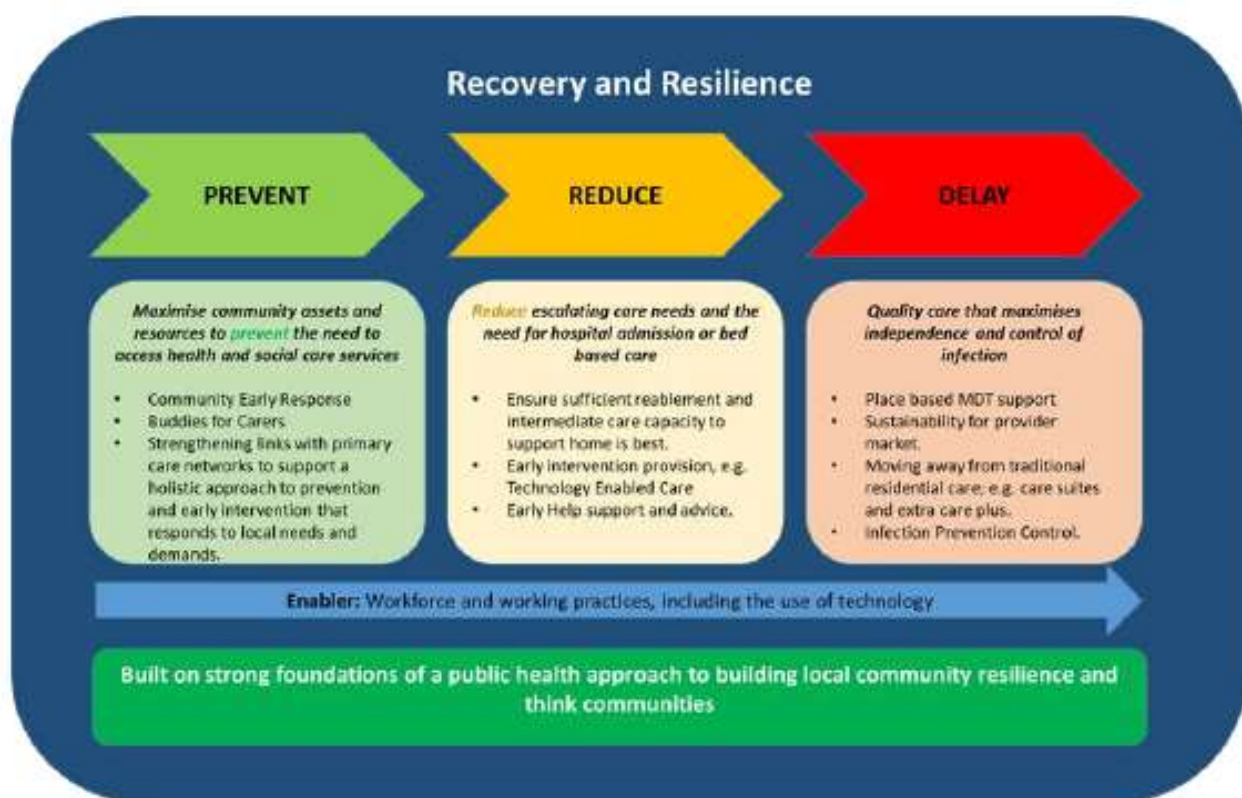 Recovery and Resilience
PREVENT
REDUCE
DELAY
Maximise community assets and
resources to prevent the need to
access health and social care services
• Community Early Response
• Buddies for Carers
• Strengthening links with primary
care networks to support a
holistic approach to prevention
and early intervention that
responds to local needs and
demands.
Reduce escalating care needs and the
need for hospital admission or bed
based care
• Ensure sufficient reablement and
intermediate care capacity to
support home is best.
• Early intervention provision, e.g.
Technology Enabled Care
• Early Help support and advice.
Quality care that maximises
independence and control of
infection
• Place based MDT support
• Sustainability for provider
market.
• Moving away from traditional
residential care, e.g. care suites
and extra care plus.
• Infection Prevention Control.
Enabler: Workforce and working practices, including the use of technology
Built on strong foundations of a public health approach to building local community resilience and
think communities